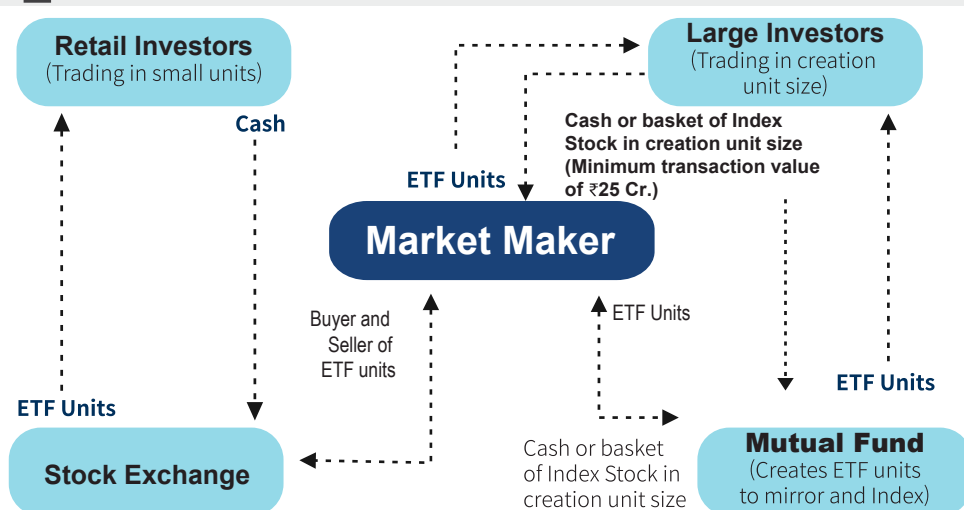 Retail Investors
(Trading in small units)
Large Investors
(Trading in creation
unit size)
Cash
Cash or basket of Index
Stock in creation unit size
(Minimum transaction value
of ₹25 Cr.)
ETF Units
Market Maker
Buyer and
Seller of
ETF units
ETF Units
ETF Units
ETF Units
Stock Exchange
Cash or basket
of Index Stock in
creation unit size
Mutual Fund
(Creates ETF units
to mirror and Index)